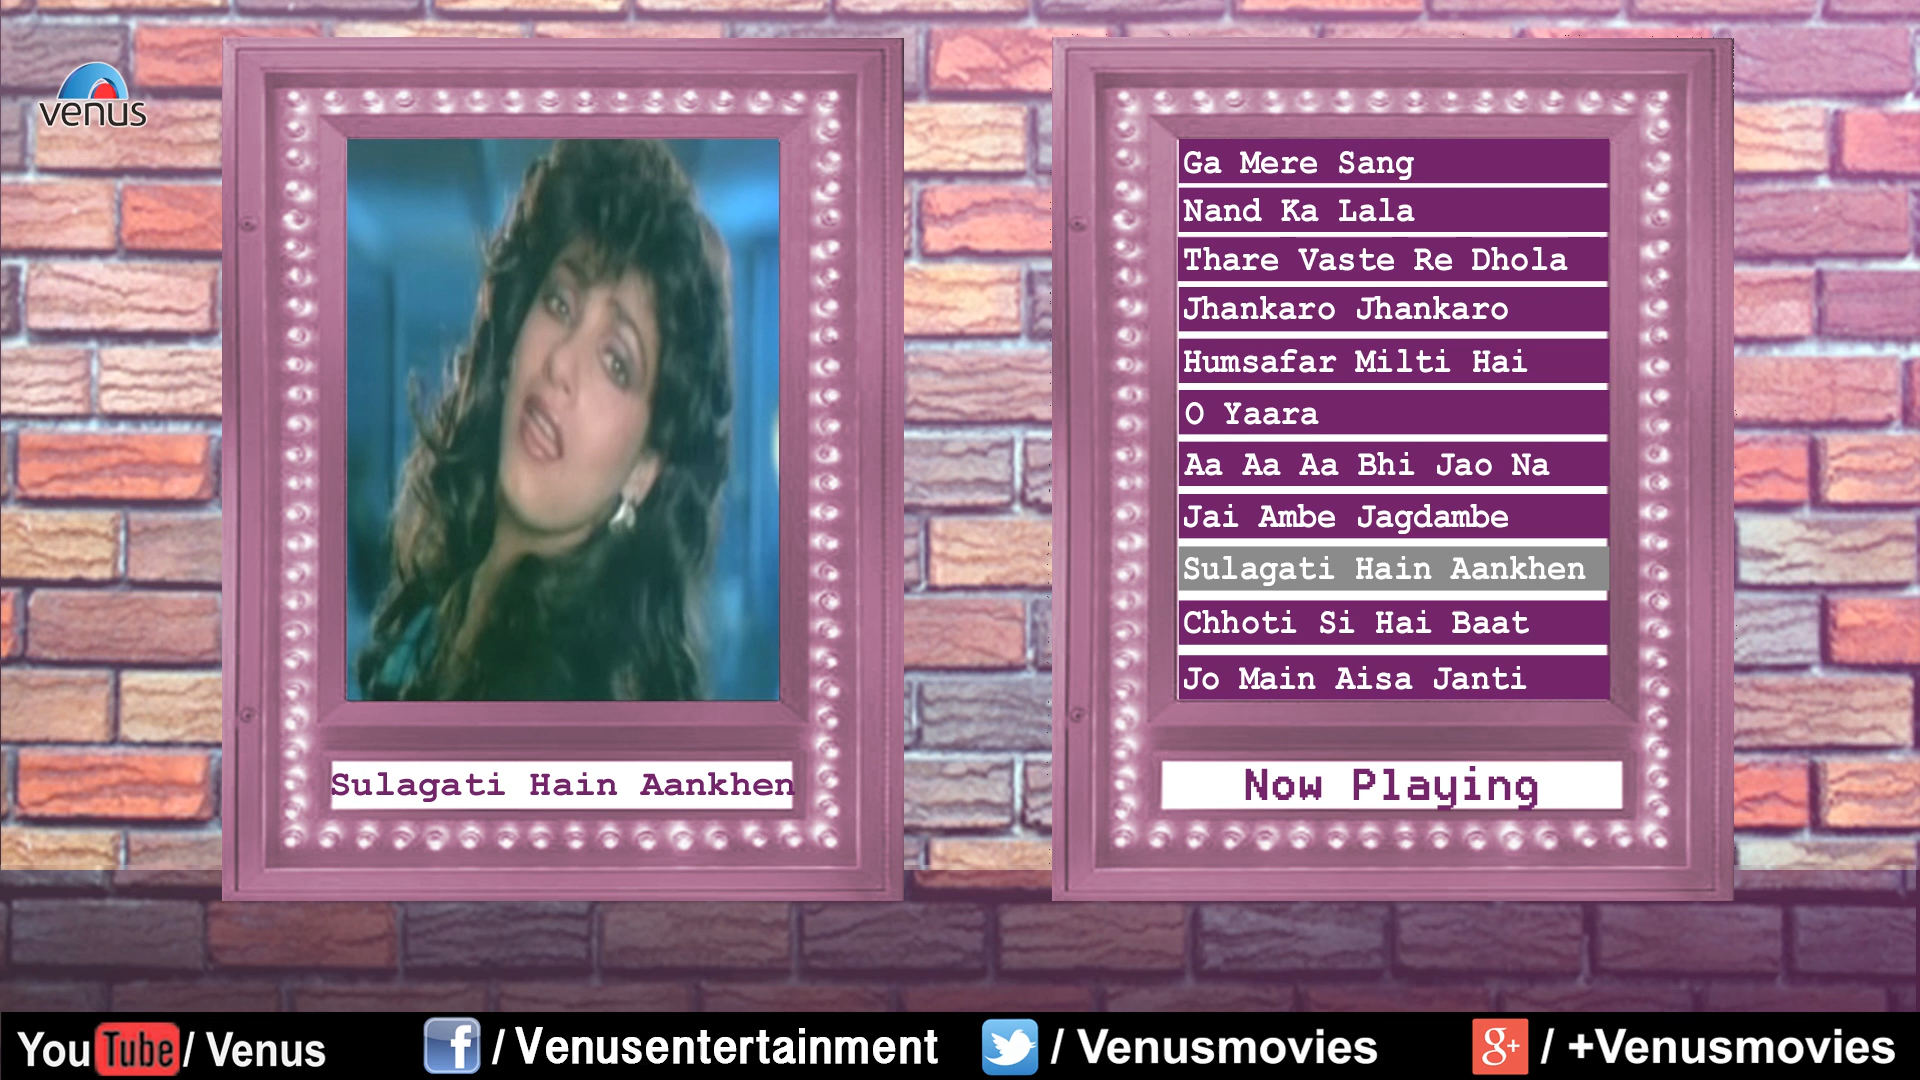 venus
Sulagati Hain Aankhen
Ga Mere Sang
Nand Ka Lala
Thare Vaste Re Dhola
Jhankaro Jhankaro
Humsafar Milti Hai
O Yaara
Aa Aa Aa Bhi Jao Na
Jai Ambe Jagdambe
Sulagati Hain Aankhen
Chhoti Si Hai Baat
Jo Main Aisa Janti
Now Playing
YouTube / Venus f / Venusentertainment / Venusmovies g+ / +Venusmovies